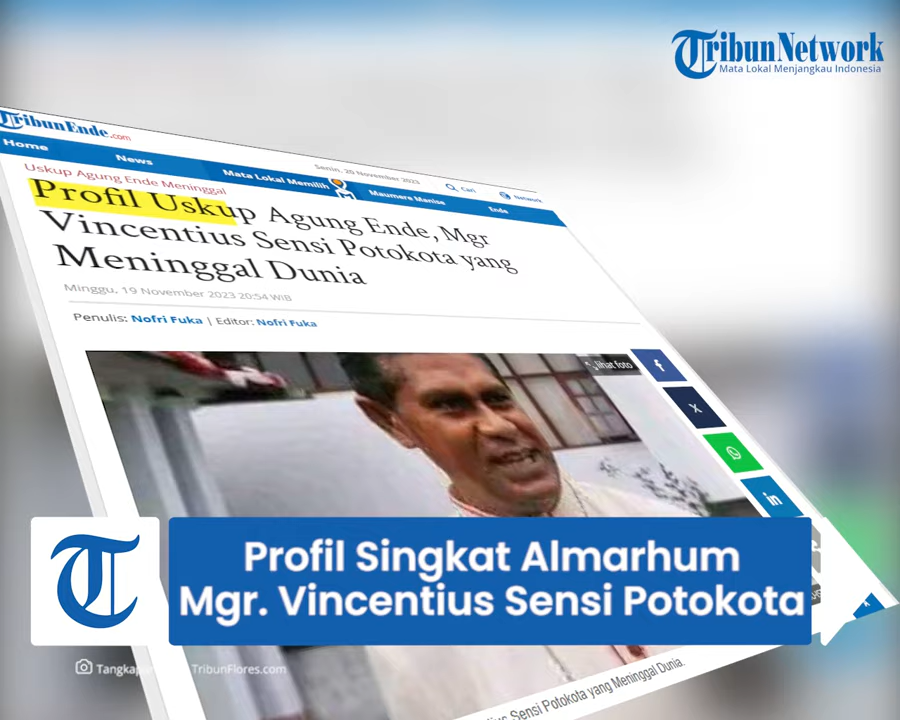 TribunNetwork
Mata Lokal Menjangkau Indonesia
TribunEnde.com
Senin, 20 November 2023
Cari
Network
Home
News
Mata Lokal Memilih
Maumere Manise
Ende
Uskup Agung Ende Meninggal
Profil Uskup Agung Ende, Mgr
Vincentius Sensi Potokota yang
Meninggal Dunia
Minggu, 19 November 2023 20:54 WIB
Penulis: Nofri Fuka | Editor: Nofri Fuka
lihat foto
f
X
in
T
Profil Singkat Almarhum
Mgr. Vincentius Sensi Potokota
TribunFlores.com
Sensi Potokota yang Meninggal Dunia.